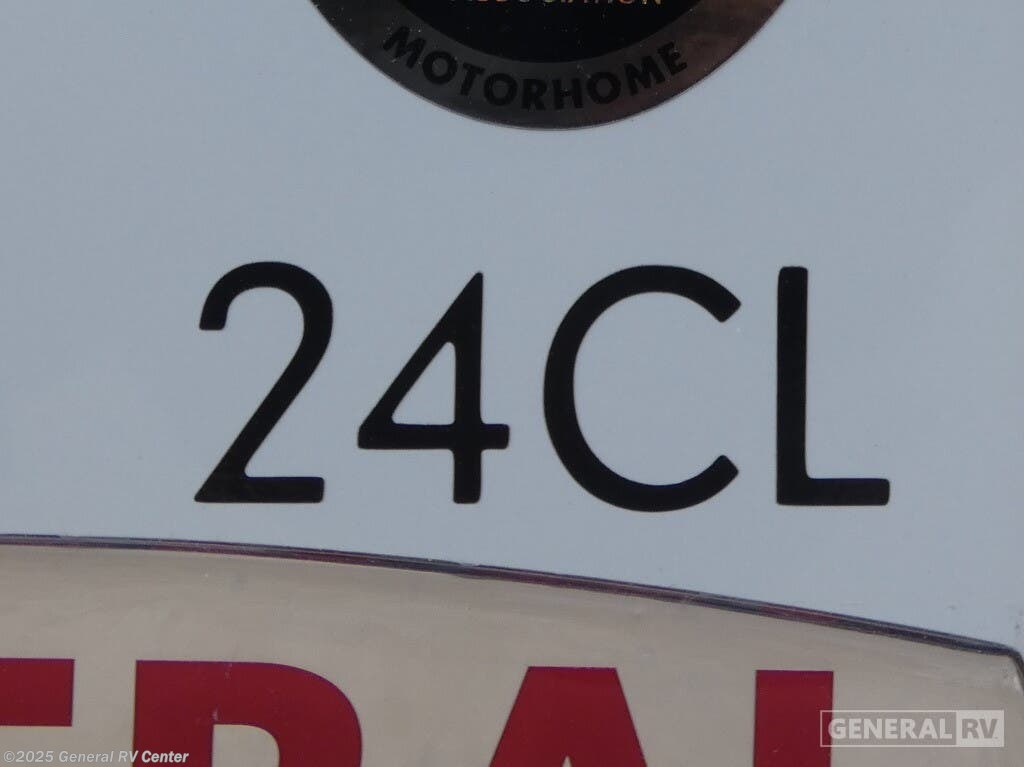 MOTORHOME
24CL
GENERAL RV
©2025 General RV Center